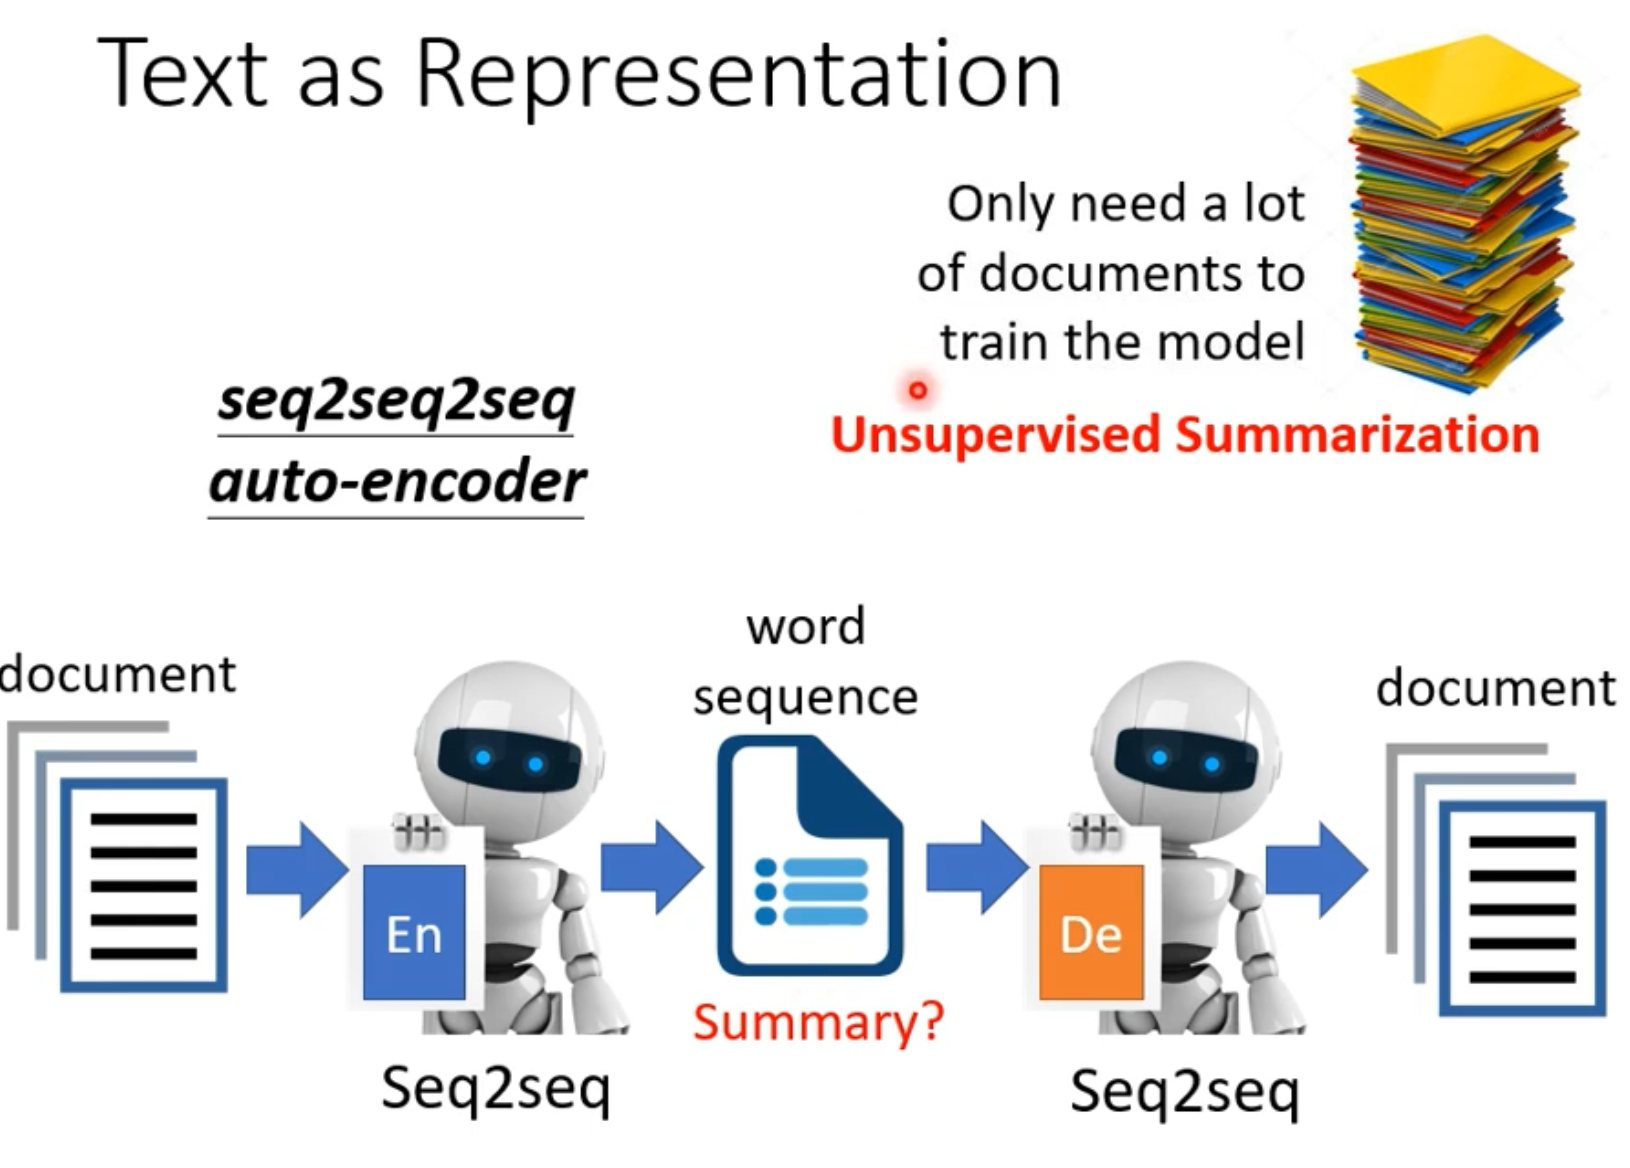 Text as Representation
Only need a lot
of documents to
train the model
seq2seq2seq
auto-encoder
Unsupervised Summarization
document
word
sequence
document
En
De
Summary?
Seq2seq
Seq2seq